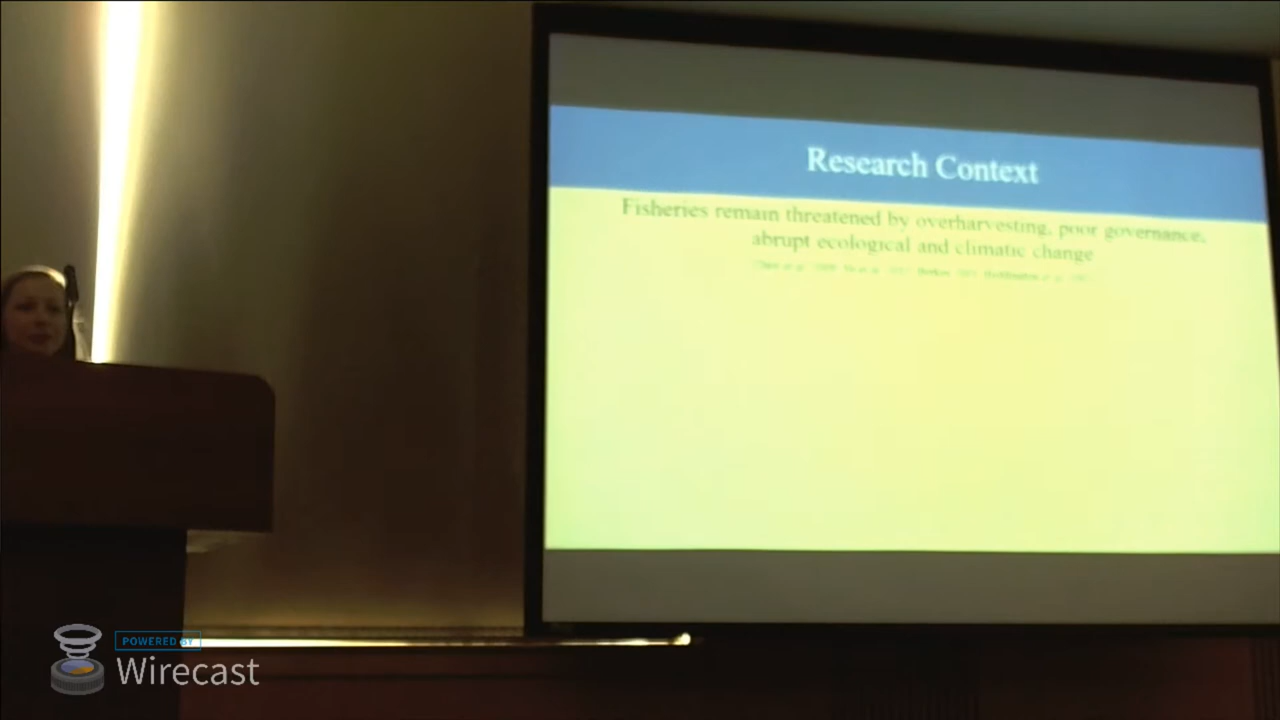 Research Context
Fisheries remain threatened by overharvesting, poor governance,
abrupt ecological and climatic change
POWERED BY
Wirecast